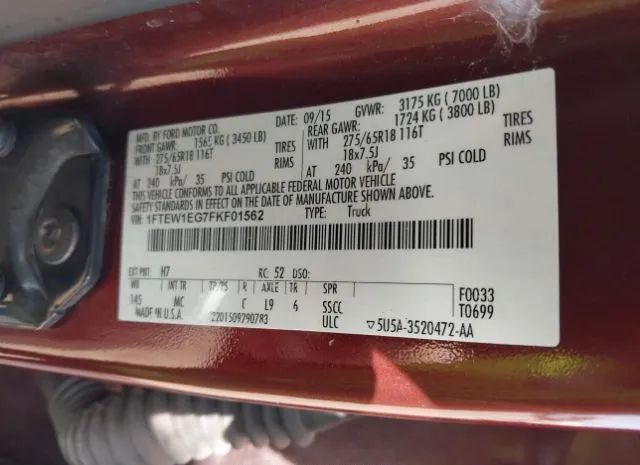 MFD. BY FORD MOTOR CO.
DATE: 09/15 GVWR: 3175 KG ( 7000 LB)
FRONT GAWR: 1565 KG ( 3450 LB) REAR GAWR: 1724 KG ( 3800 LB)
WITH 275/65R18 116T TIRES WITH 275/65R18 116T TIRES
18x7.5J RIMS 18x7.5J RIMS
AT 240 kPa/ 35 PSI COLD AT 240 kPa/ 35 PSI COLD
THIS VEHICLE CONFORMS TO ALL APPLICABLE FEDERAL MOTOR VEHICLE
SAFETY STANDARDS IN EFFECT ON THE DATE OF MANUFACTURE SHOWN ABOVE.
VIN: 1FTEW1EG7FKF01562 TYPE: Truck
EXT PNT: H7 RC: 52 DSO:
WB INT TR TP/PS R AXLE TR SPR F0033
145 MC C L9 6 SSCC T0699
MADE IN U.S.A. 22015092907R3 ULC 5U5A-3520472-AA